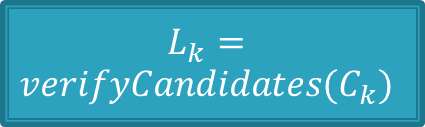 L_k =
verifyCandidates(C_k)